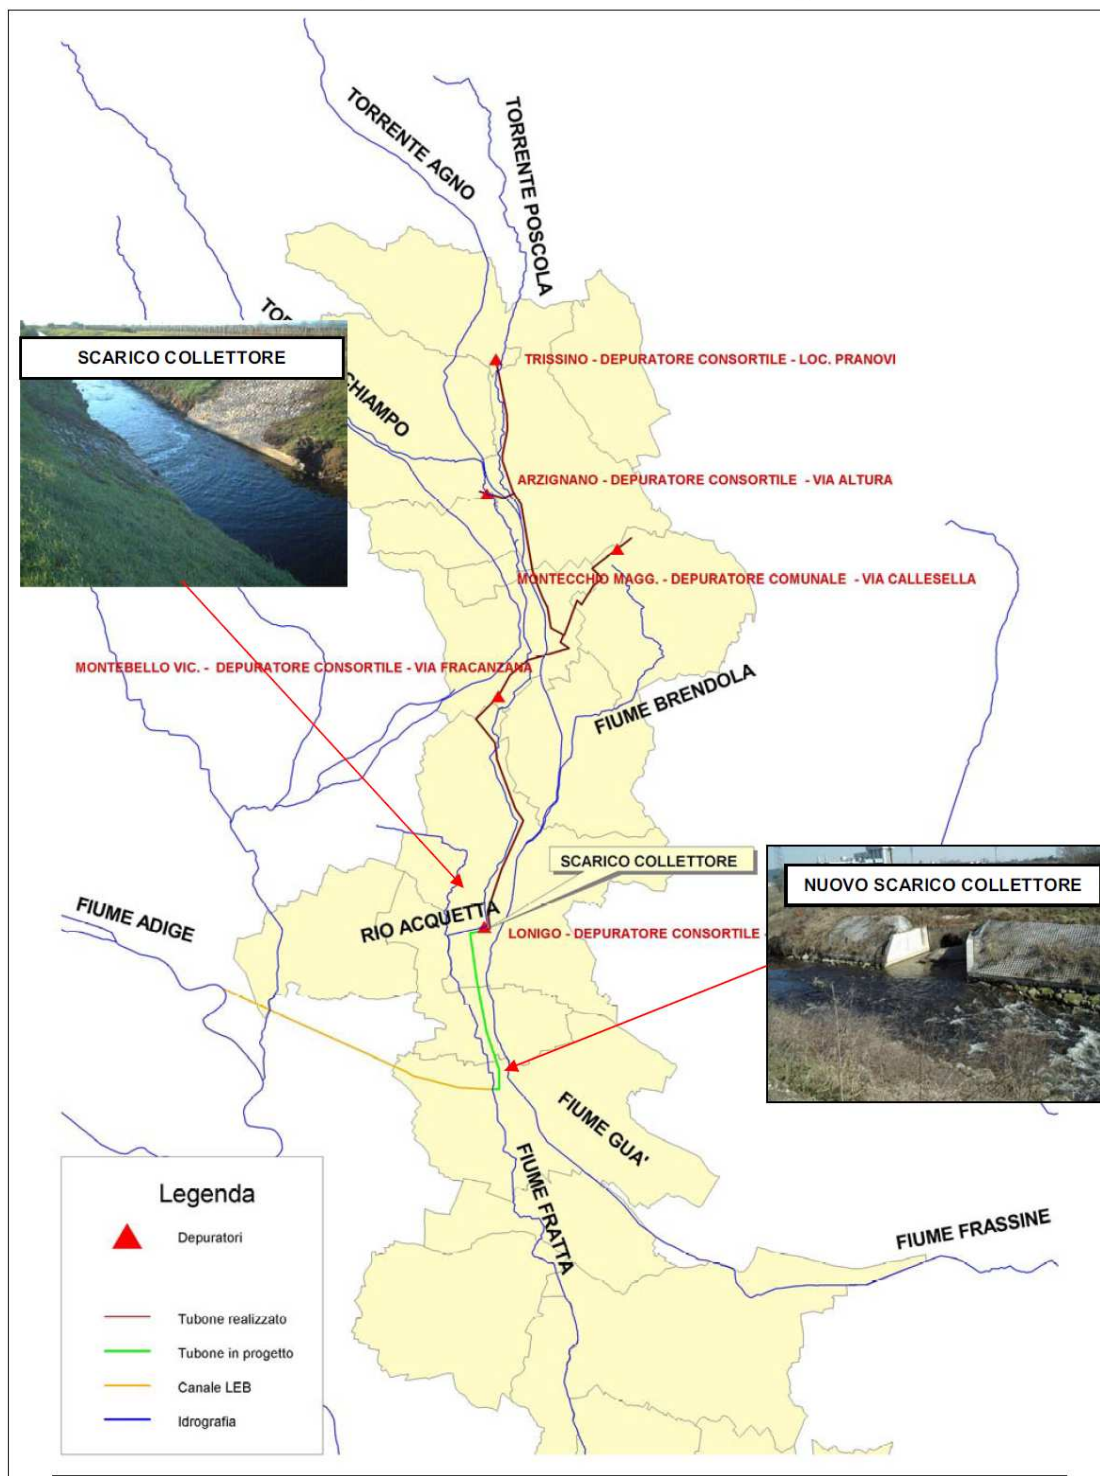 TORRENTE AGNO
TORRENTE POSCOLA
SCARICO COLLETTORE
CHIAMPO
TRISSINO - DEPURATORE CONSORTILE - LOC. PRANOVI
ARZIGNANO - DEPURATORE CONSORTILE - VIA ALTURA
MONTECCHIO MAGG. - DEPURATORE COMUNALE - VIA CALLESELLA
MONTEBELLO VIC. - DEPURATORE CONSORTILE - VIA FRACANZANA
FIUME BRENDOLA
SCARICO COLLETTORE
NUOVO SCARICO COLLETTORE
FIUME ADIGE
RIO ACQUETTA
LONIGO - DEPURATORE CONSORTILE -
FIUME GUA'
FIUME FRATTA
FIUME FRASSINE
Legenda
Depuratori
Tubone realizzato
Tubone in progetto
Canale LEB
Idrografia